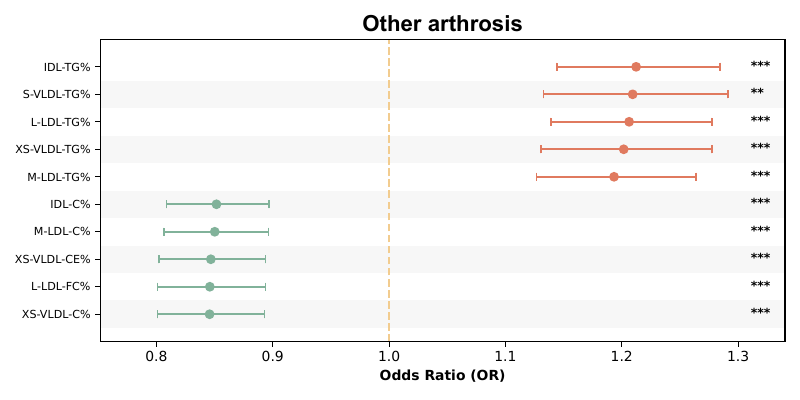 Other arthrosis
IDL-TG% ***
S-VLDL-TG% **
L-LDL-TG% ***
XS-VLDL-TG% ***
M-LDL-TG% ***
IDL-C% ***
M-LDL-C% ***
XS-VLDL-CE% ***
L-LDL-FC% ***
XS-VLDL-C% ***
0.8 0.9 1.0 1.1 1.2 1.3
Odds Ratio (OR)